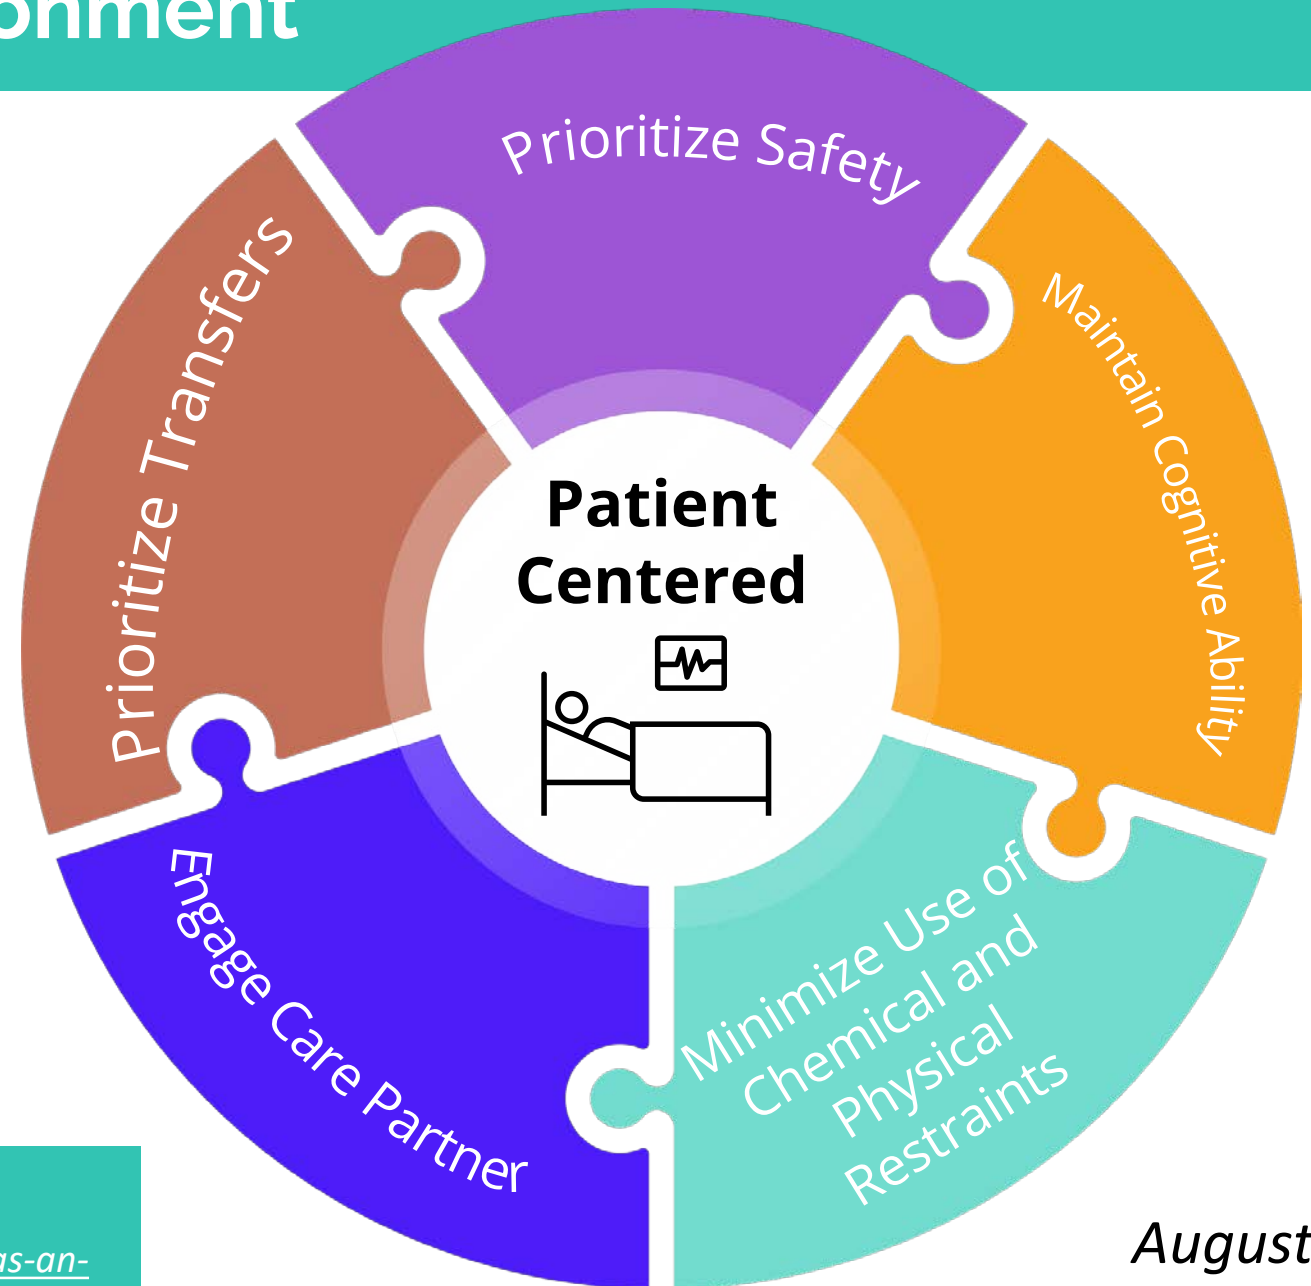 onment
Prioritize Safety
Maintain Cognitive Ability
Minimize Use of
Chemical and
Physical
Restraints
Engage Care Partner
Prioritize Transfers
Patient
Centered
as-an-
August